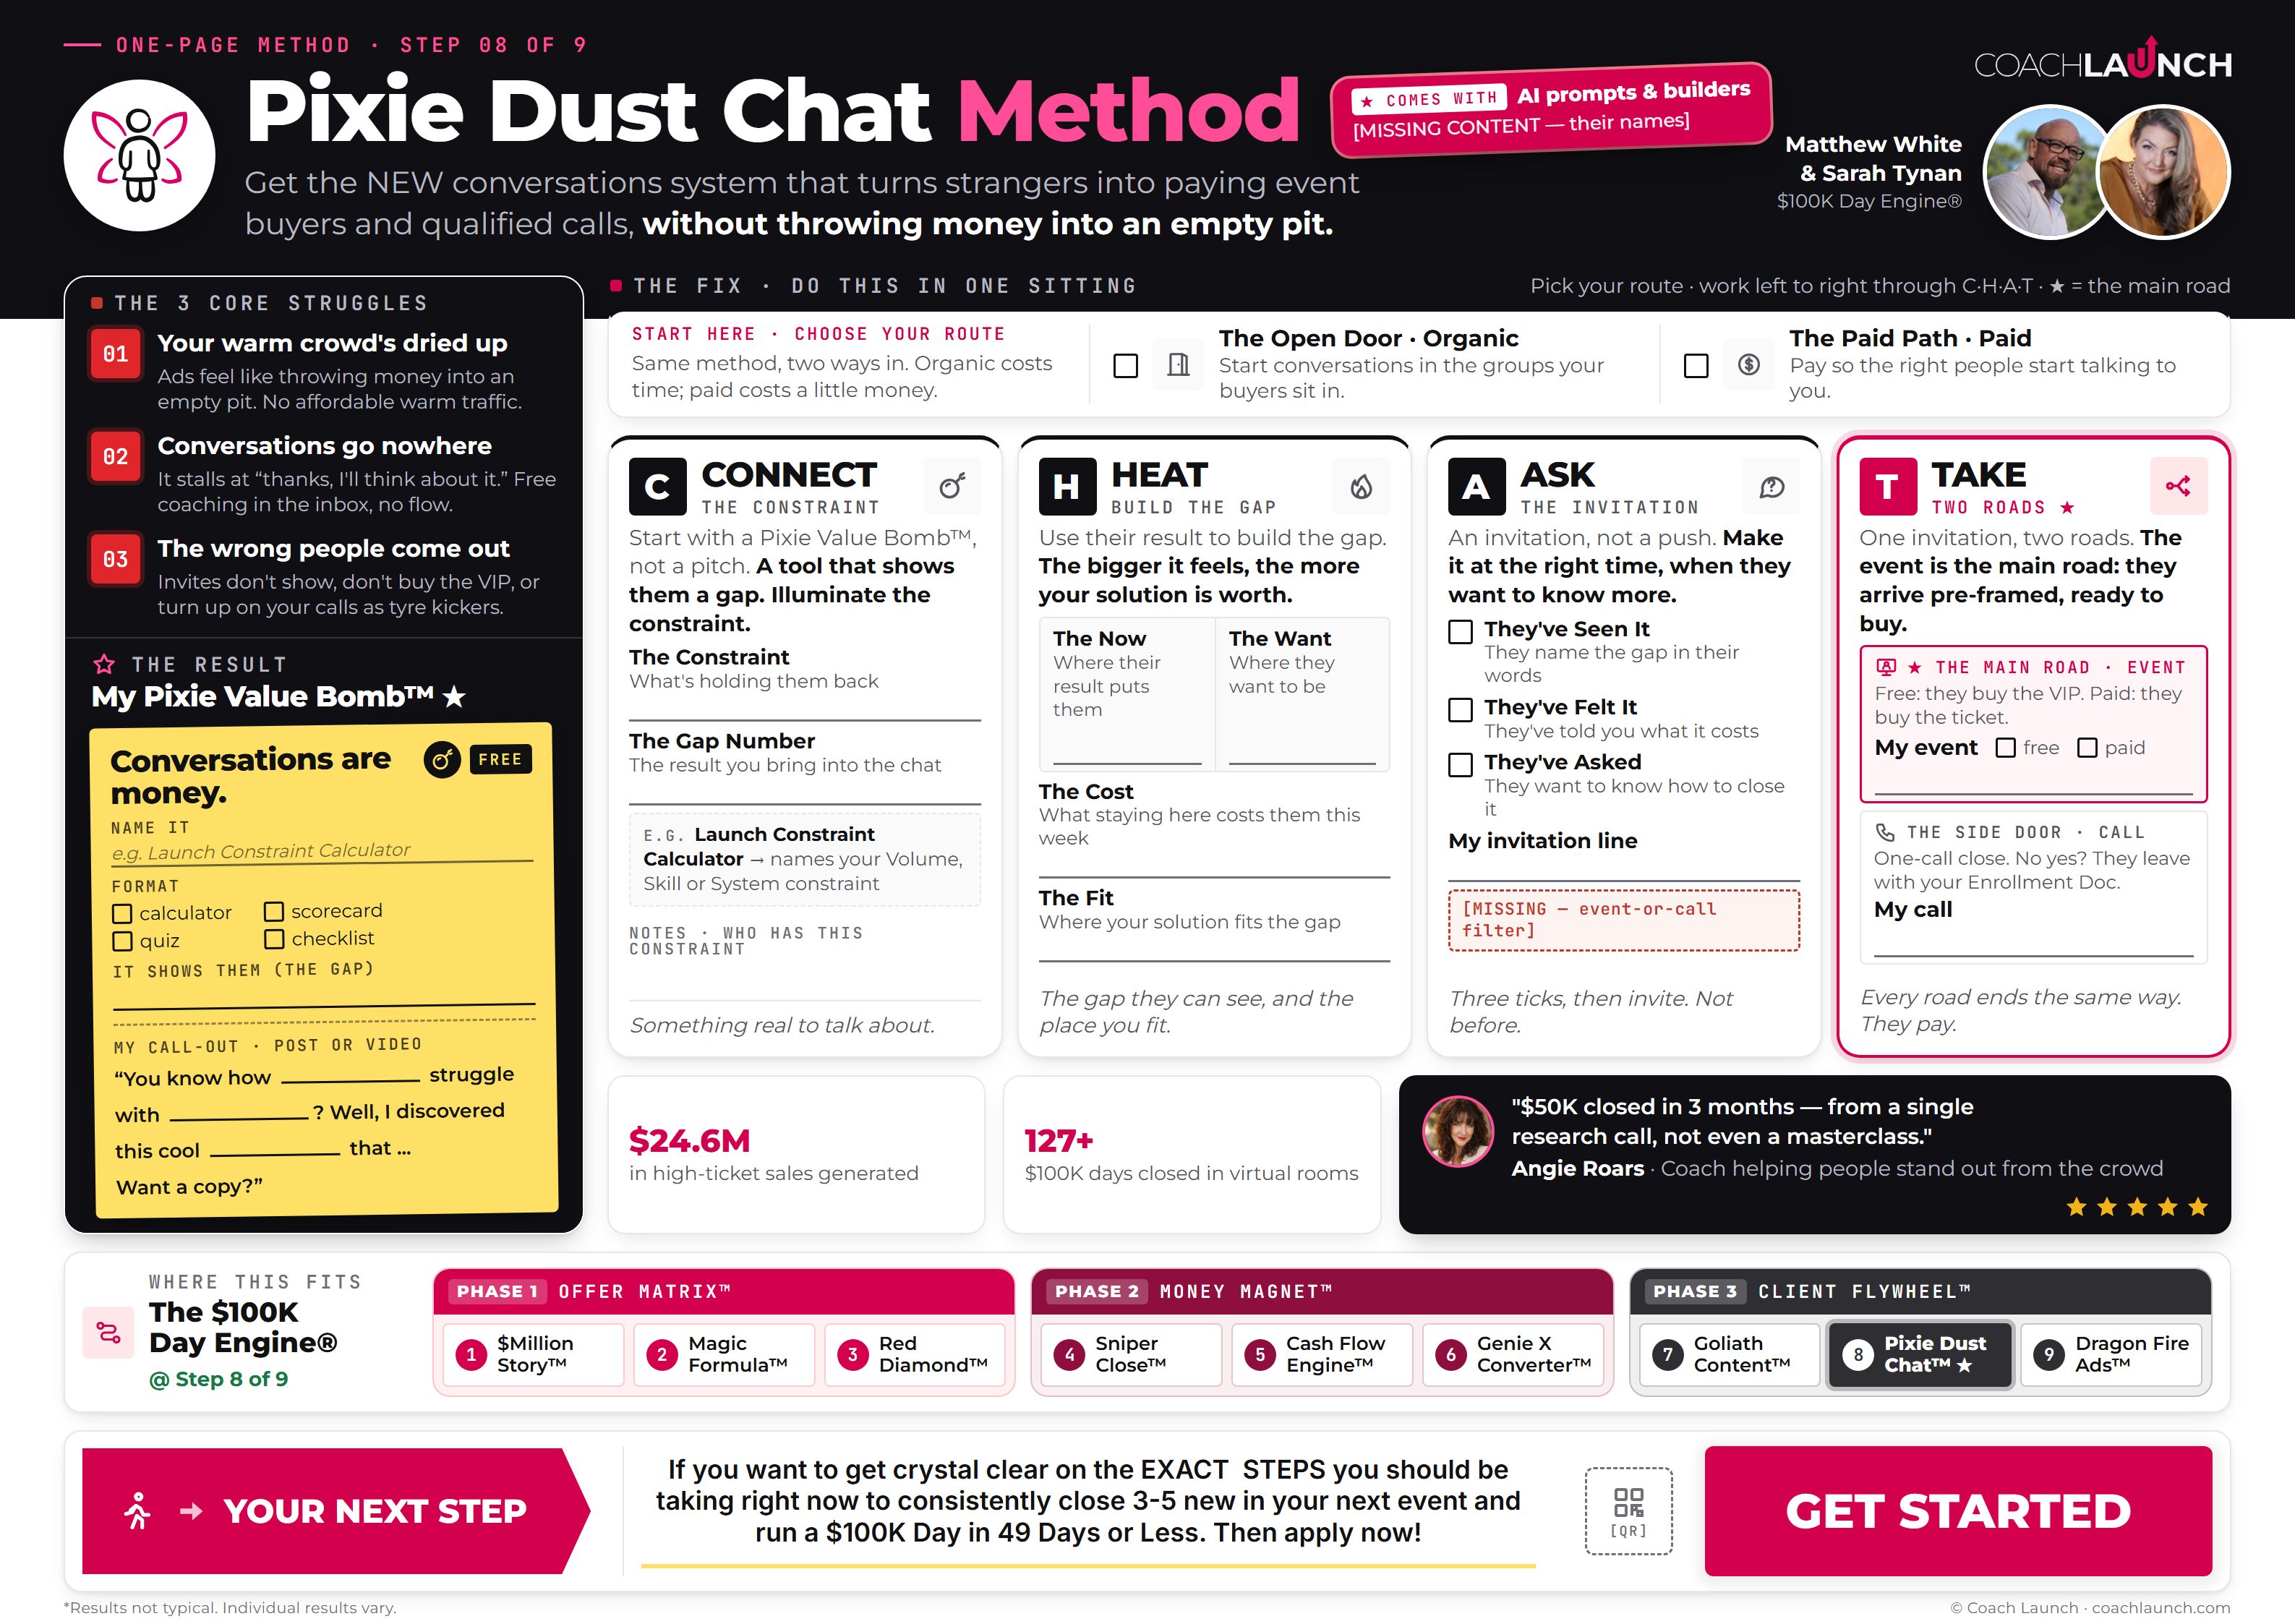 ONE-PAGE METHOD · STEP 08 OF 9
Pixie Dust Chat Method
★ COMES WITH AI prompts & builders
[MISSING CONTENT — their names]
Get the NEW conversations system that turns strangers into paying event
buyers and qualified calls, without throwing money into an empty pit.
COACHLAUNCH
Matthew White
& Sarah Tynan
$100K Day Engine®
THE 3 CORE STRUGGLES
01
Your warm crowd's dried up
Ads feel like throwing money into an
empty pit. No affordable warm traffic.
02
Conversations go nowhere
It stalls at “thanks, I'll think about it.” Free
coaching in the inbox, no flow.
03
The wrong people come out
Invites don't show, don't buy the VIP, or
turn up on your calls as tyre kickers.
THE RESULT
My Pixie Value Bomb™ ★
Conversations are
money.
FREE
NAME IT
e.g. Launch Constraint Calculator
FORMAT
calculator
scorecard
quiz
checklist
IT SHOWS THEM (THE GAP)
MY CALL-OUT · POST OR VIDEO
“You know how ____ struggle
with ____? Well, I discovered
this cool ____ that ...
Want a copy?”
THE FIX · DO THIS IN ONE SITTING
Pick your route · work left to right through C·H·A·T · ★ = the main road
START HERE · CHOOSE YOUR ROUTE
Same method, two ways in. Organic costs
time; paid costs a little money.
The Open Door · Organic
Start conversations in the groups your
buyers sit in.
The Paid Path · Paid
Pay so the right people start talking to
you.
C
CONNECT
THE CONSTRAINT
Start with a Pixie Value Bomb™,
not a pitch. A tool that shows
them a gap. Illuminate the
constraint.
The Constraint
What's holding them back
The Gap Number
The result you bring into the chat
E.G. Launch Constraint
Calculator → names your Volume,
Skill or System constraint
NOTES · WHO HAS THIS
CONSTRAINT
Something real to talk about.
H
HEAT
BUILD THE GAP
Use their result to build the gap.
The bigger it feels, the more
your solution is worth.
The Now
Where their
result puts
them
The Want
Where they
want to be
The Cost
What staying here costs them this
week
The Fit
Where your solution fits the gap
The gap they can see, and the
place you fit.
A
ASK
THE INVITATION
An invitation, not a push. Make
it at the right time, when they
want to know more.
They've Seen It
They name the gap in their
words
They've Felt It
They've told you what it costs
They've Asked
They want to know how to close
it
My invitation line
[MISSING — event-or-call
filter]
Three ticks, then invite. Not
before.
T
TAKE
TWO ROADS ★
One invitation, two roads. The
event is the main road: they
arrive pre-framed, ready to
buy.
★ THE MAIN ROAD · EVENT
Free: they buy the VIP. Paid: they
buy the ticket.
My event free paid
THE SIDE DOOR · CALL
One-call close. No yes? They leave
with your Enrollment Doc.
My call
Every road ends the same way.
They pay.
$24.6M
in high-ticket sales generated
127+
$100K days closed in virtual rooms
"$50K closed in 3 months — from a single
research call, not even a masterclass."
Angie Roars · Coach helping people stand out from the crowd
★ ★ ★ ★ ★
WHERE THIS FITS
The $100K
Day Engine®
@ Step 8 of 9
PHASE 1 OFFER MATRIX™
1 $Million
Story™
2 Magic
Formula™
3 Red
Diamond™
PHASE 2 MONEY MAGNET™
4 Sniper
Close™
5 Cash Flow
Engine™
6 Genie X
Converter™
PHASE 3 CLIENT FLYWHEEL™
7 Goliath
Content™
8 Pixie Dust
Chat™ ★
9 Dragon Fire
Ads™
YOUR NEXT STEP
If you want to get crystal clear on the EXACT STEPS you should be
taking right now to consistently close 3-5 new in your next event and
run a $100K Day in 49 Days or Less. Then apply now!
[QR]
GET STARTED
*Results not typical. Individual results vary.
© Coach Launch · coachlaunch.com